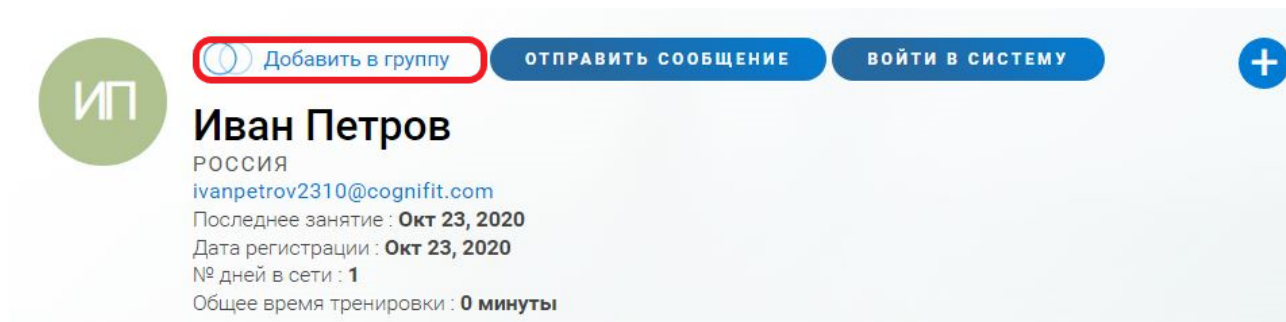 ИП
Добавить в группу ОТПРАВИТЬ СООБЩЕНИЕ ВОЙТИ В СИСТЕМУ
Иван Петров
РОССИЯ
ivanpetrov2310@cognifit.com
Последнее занятие : Окт 23, 2020
Дата регистрации : Окт 23, 2020
№ дней в сети : 1
Общее время тренировки : 0 минуты